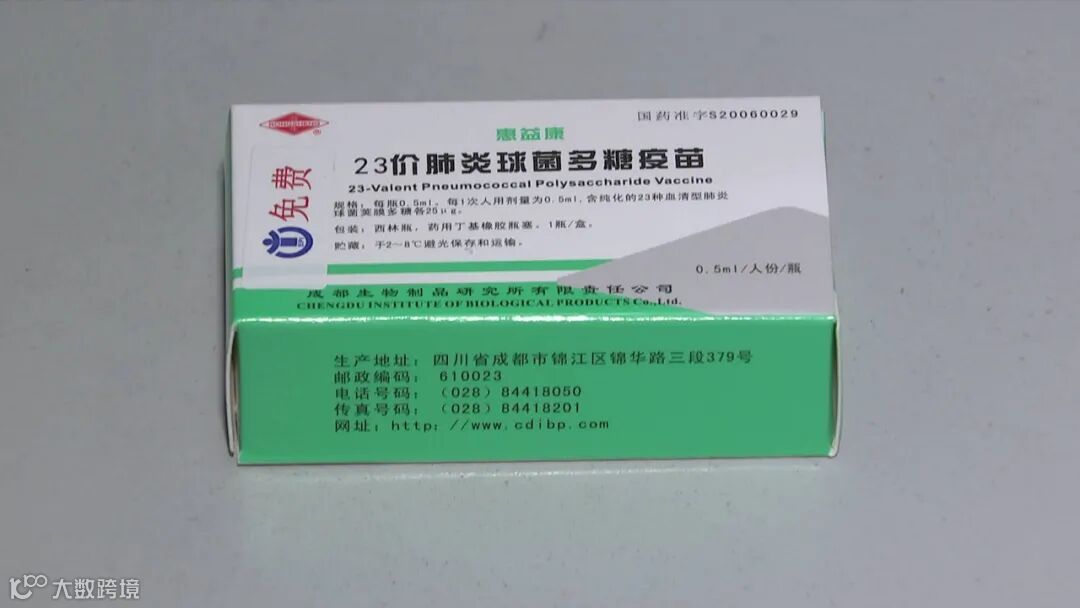 国药准字S20060029
RONGSHENG
®
惠益康
免费
23价肺炎球菌多糖疫苗
23-Valent Pneumococcal Polysaccharide Vaccine
规格：每瓶0.5ml。每1次人用剂量为0.5ml，含纯化的23种血清型肺炎
球菌荚膜多糖各25μg。
包装：西林瓶，药用丁基橡胶瓶塞。1瓶/盒。
贮藏：于2～8℃避光保存和运输。
0.5ml/人份/瓶
成都生物制品研究所有限责任公司
CHENGDU INSTITUTE OF BIOLOGICAL PRODUCTS Co.,Ltd.
生产地址：四川省成都市锦江区锦华路三段379号
邮政编码：610023
电话号码：（028）84418050
传真号码：（028）84418201
网址：http：//www.cdibp.com
大数跨境